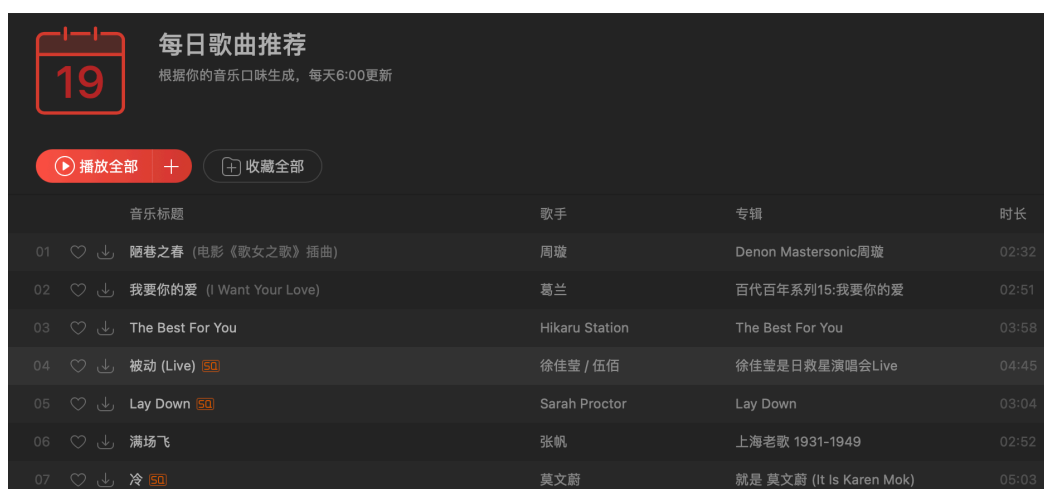 19
每日歌曲推荐
根据你的音乐口味生成，每天6:00更新
播放全部 + 收藏全部
音乐标题 歌手 专辑 时长
01 陋巷之春 (电影《歌女之歌》插曲) 周璇 Denon Mastersonic周璇 02:32
02 我要你的爱 (I Want Your Love) 葛兰 百代百年系列15:我要你的爱 02:51
03 The Best For You Hikaru Station The Best For You 03:58
04 被动 (Live) SQ 徐佳莹 / 伍佰 徐佳莹是日救星演唱会Live 04:45
05 Lay Down SQ Sarah Proctor Lay Down 03:04
06 满场飞 张帆 上海老歌 1931-1949 02:52
07 冷 SQ 莫文蔚 就是 莫文蔚 (It Is Karen Mok) 05:03